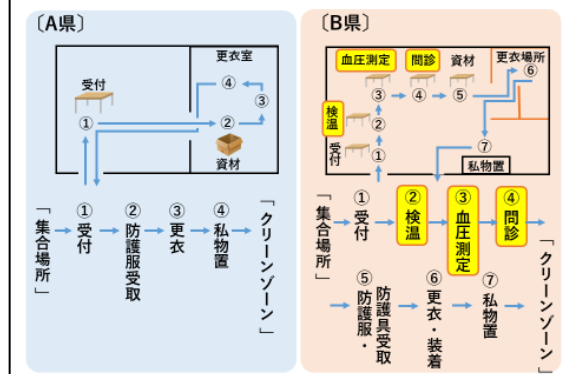 〔A県〕
更衣室
受付
④
③
①
②
資材
「集合場所」
①受付
②防護服受取
③更衣
④私物置
「クリーンゾーン」
〔B県〕
血圧測定
問診
資材
更衣場所
⑥
③
④
⑤
検温
②
⑦
受付
①
私物置
「集合場所」
①受付
②検温
③血圧測定
④問診
「クリーンゾーン」
⑤防護服・
防護具受取
⑥更衣・装着
⑦私物置